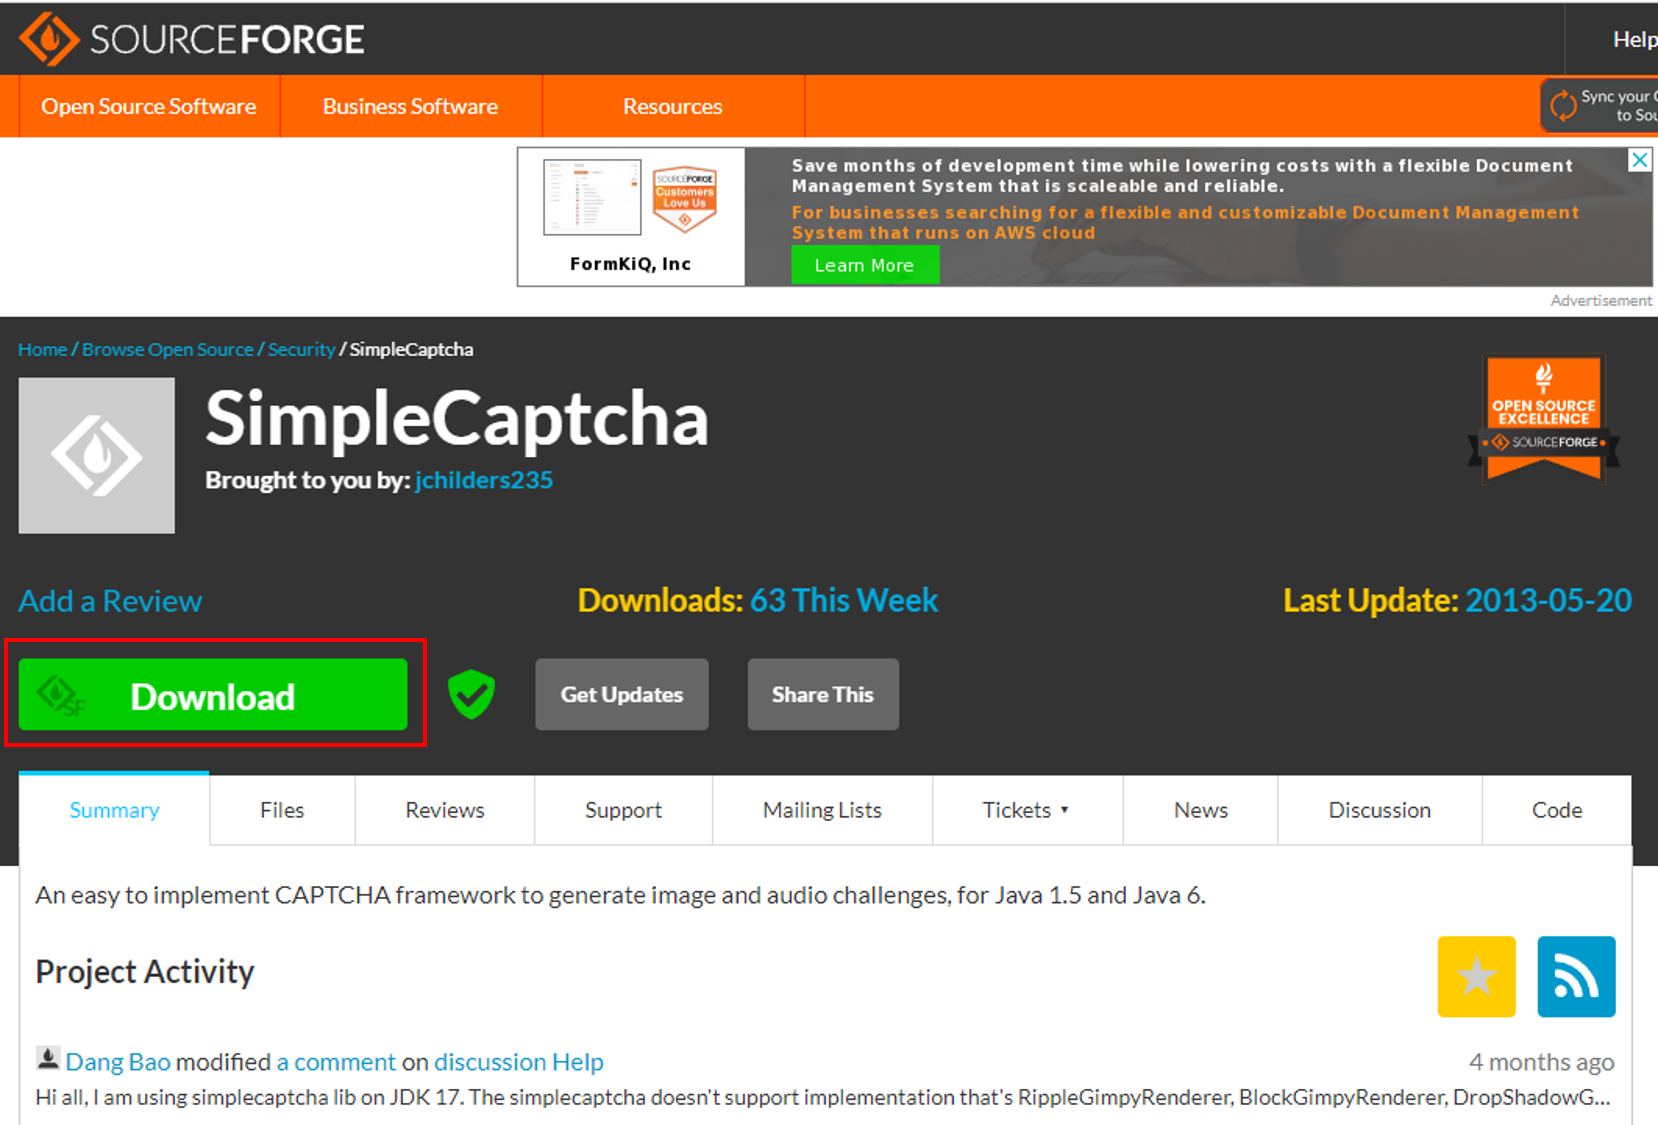 SOURCEFORGE
Help
Open Source Software
Business Software
Resources
Sync your
to Sou
SOURCEFORGE
Customers
Love Us
FormKiQ, Inc
Save months of development time while lowering costs with a flexible Document
Management System that is scaleable and reliable.
For businesses searching for a flexible and customizable Document Management
System that runs on AWS cloud
Learn More
Advertisement
Home / Browse Open Source / Security / SimpleCaptcha
SimpleCaptcha
Brought to you by: jchilders235
OPEN SOURCE
EXCELLENCE
SOURCEFORGE
Add a Review
Downloads: 63 This Week
Last Update: 2013-05-20
SF
Download
Get Updates
Share This
Summary
Files
Reviews
Support
Mailing Lists
Tickets ▾
News
Discussion
Code
An easy to implement CAPTCHA framework to generate image and audio challenges, for Java 1.5 and Java 6.
Project Activity
Dang Bao modified a comment on discussion Help
4 months ago
Hi all, I am using simplecaptcha lib on JDK 17. The simplecaptcha doesn't support implementation that's RippleGimpyRenderer, BlockGimpyRenderer, DropShadowG...